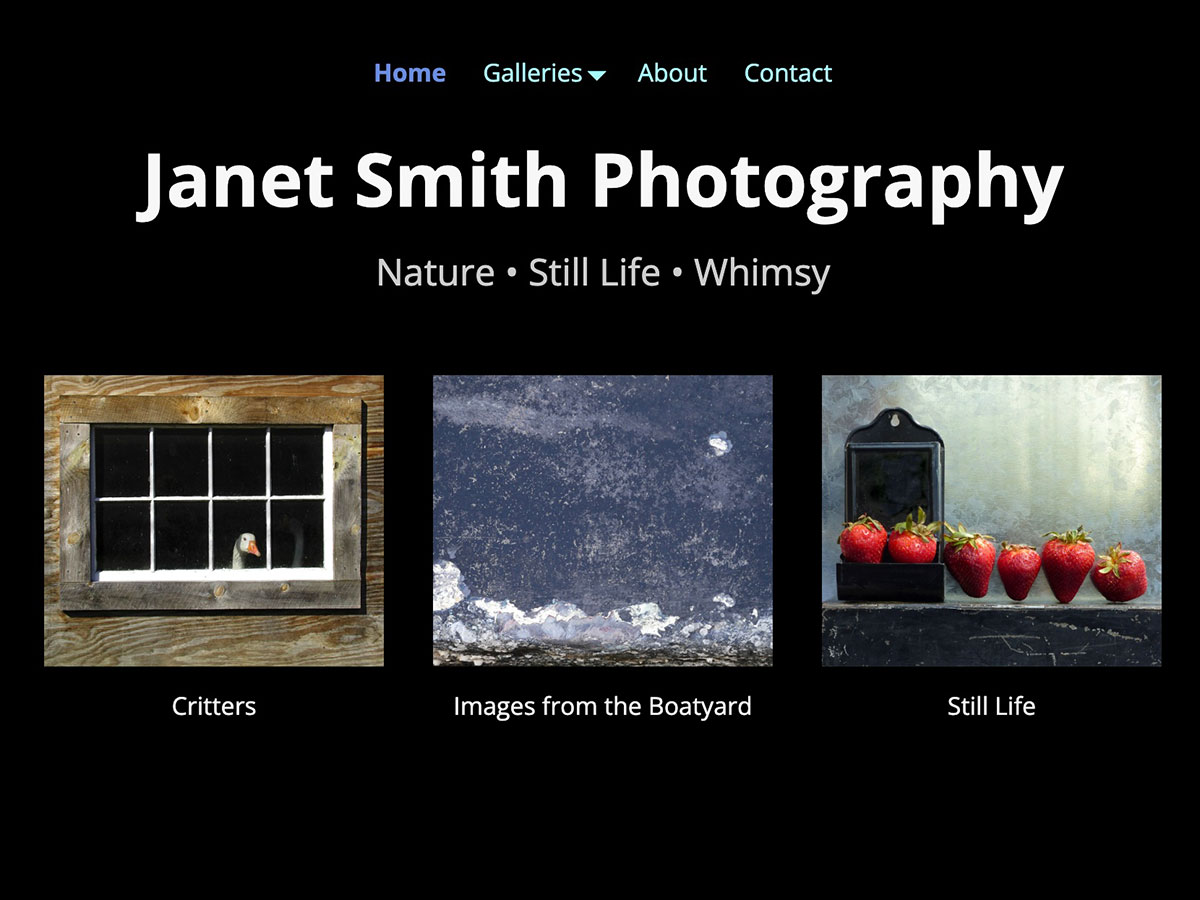 Home Galleries About Contact
Janet Smith Photography
Nature • Still Life • Whimsy
Critters Images from the Boatyard Still Life